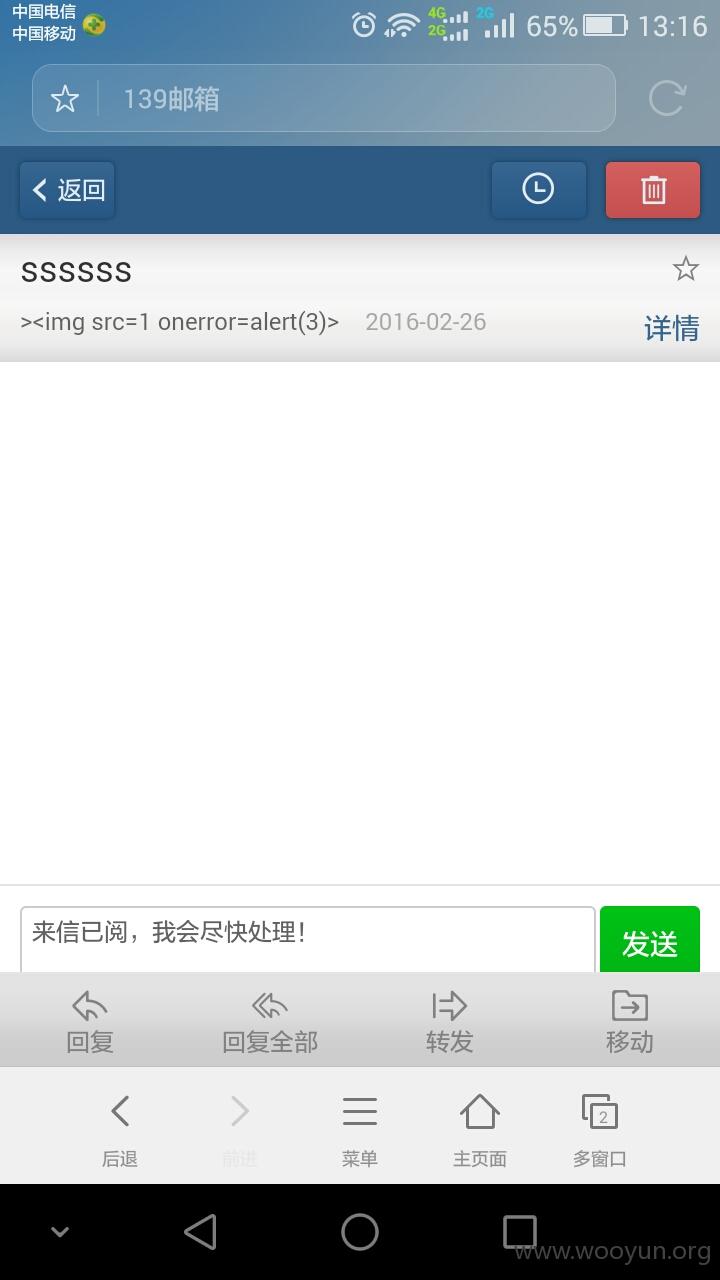 中国电信
中国移动
4G
2G
2G
65%
13:16
139邮箱
返回
ssssss
><img src=1 onerror=alert(3)> 2016-02-26
详情
来信已阅，我会尽快处理！
发送
回复 回复全部 转发 移动
2
后退 前进 菜单 主页面 多窗口
www.wooyun.org